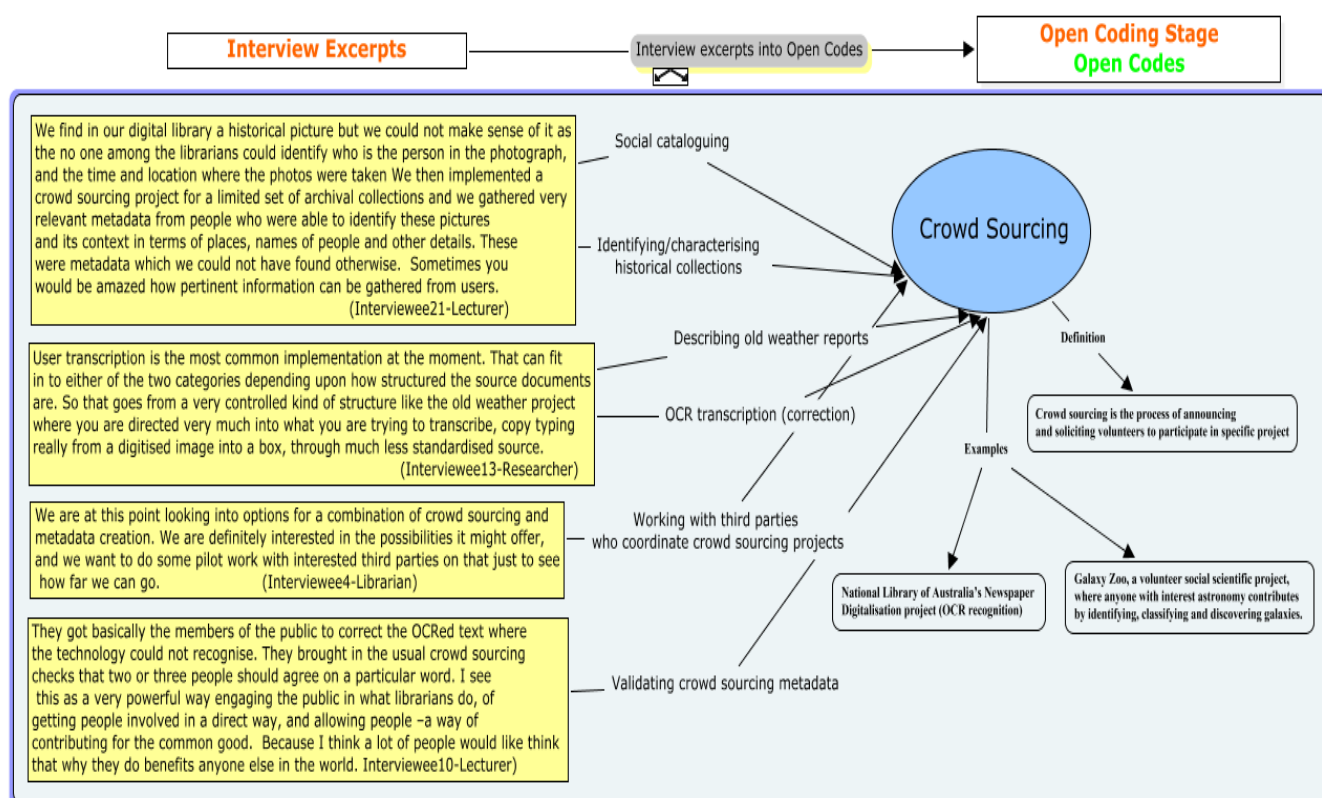 Interview Excerpts
Interview excerpts into Open Codes
Open Coding Stage
Open Codes
We find in our digital library a historical picture but we could not make sense of it as
the no one among the librarians could identify who is the person in the photograph,
and the time and location where the photos were taken We then implemented a
crowd sourcing project for a limited set of archival collections and we gathered very
relevant metadata from people who were able to identify these pictures
and its context in terms of places, names of people and other details. These
were metadata which we could not have found otherwise. Sometimes you
would be amazed how pertinent information can be gathered from users.
(Interviewee21-Lecturer)
Social cataloguing
Identifying/characterising
historical collections
Crowd Sourcing
User transcription is the most common implementation at the moment. That can fit
in to either of the two categories depending upon how structured the source documents
are. So that goes from a very controlled kind of structure like the old weather project
where you are directed very much into what you are trying to transcribe, copy typing
really from a digitised image into a box, through much less standardised source.
(Interviewee13-Researcher)
Describing old weather reports
OCR transcription (correction)
Definition
Crowd sourcing is the process of announcing
and soliciting volunteers to participate in specific project
Examples
We are at this point looking into options for a combination of crowd sourcing and
metadata creation. We are definitely interested in the possibilities it might offer,
and we want to do some pilot work with interested third parties on that just to see
how far we can go. (Interviewee4-Librarian)
Working with third parties
who coordinate crowd sourcing projects
National Library of Australia's Newspaper
Digitalisation project (OCR recognition)
Galaxy Zoo, a volunteer social scientific project,
where anyone with interest astronomy contributes
by identifying, classifying and discovering galaxies.
They got basically the members of the public to correct the OCRed text where
the technology could not recognise. They brought in the usual crowd sourcing
checks that two or three people should agree on a particular word. I see
this as a very powerful way engaging the public in what librarians do, of
getting people involved in a direct way, and allowing people –a way of
contributing for the common good. Because I think a lot of people would like think
that why they do benefits anyone else in the world. Interviewee10-Lecturer)
Validating crowd sourcing metadata